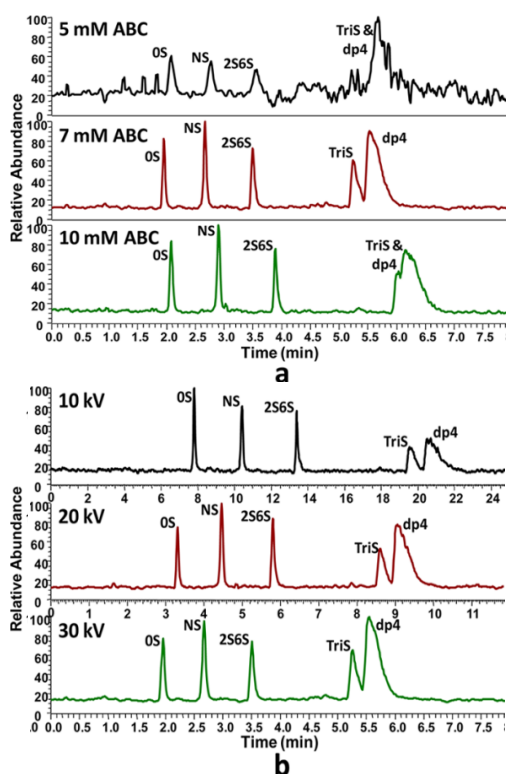 5 mM ABC
0S
NS
2S6S
TriS &
dp4
100
80
60
40
20
0
7 mM ABC
0S
NS
2S6S
TriS
dp4
100
80
60
40
20
0
Relative Abundance
10 mM ABC
0S
NS
2S6S
TriS &
dp4
100
80
60
40
20
0
0.0 0.5 1.0 1.5 2.0 2.5 3.0 3.5 4.0 4.5 5.0 5.5 6.0 6.5 7.0 7.5
Time (min)
a
10 kV
0S
NS
2S6S
TriS
dp4
80
60
40
20
0
0 2 4 6 8 10 12 14 16 18 20 22 24
20 kV
0S
NS
2S6S
TriS
dp4
100
80
60
40
20
0
0 1 2 3 4 5 6 7 8 9 10 11
Relative Abundance
30 kV
0S
NS
2S6S
TriS
dp4
100
80
60
40
20
0
0.5 1.0 1.5 2.0 2.5 3.0 3.5 4.0 4.5 5.0 5.5 6.0 6.5 7.0 7.5
Time (min)
b